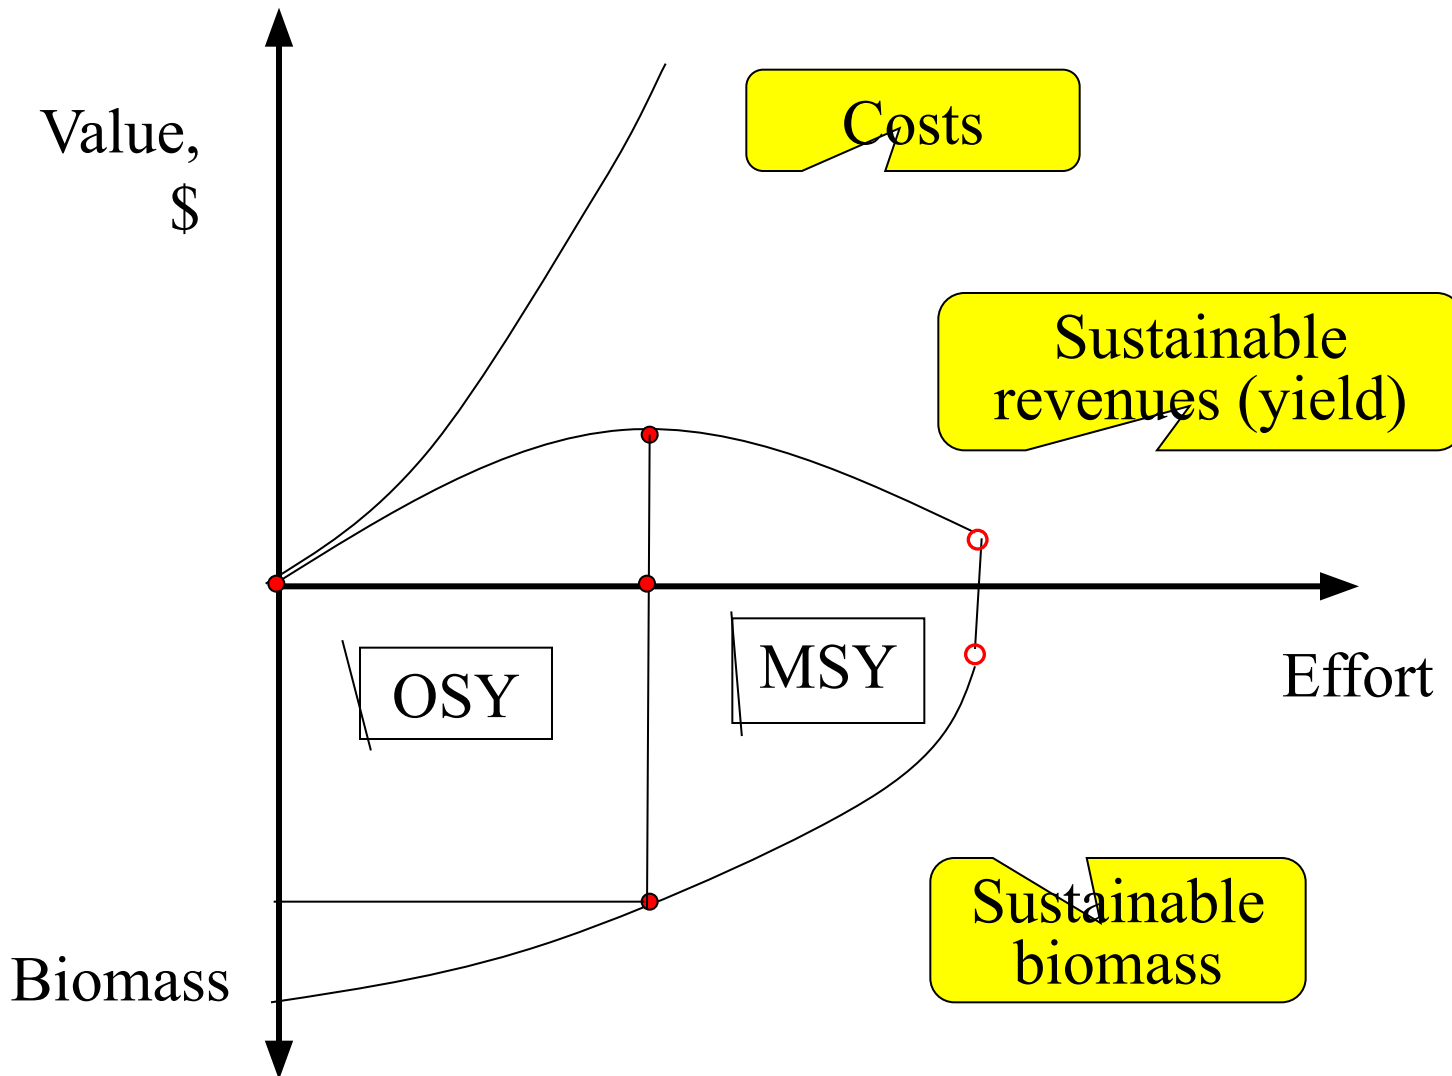 Value,
$
Costs
Sustainable
revenues (yield)
OSY
MSY
Effort
Sustainable
biomass
Biomass